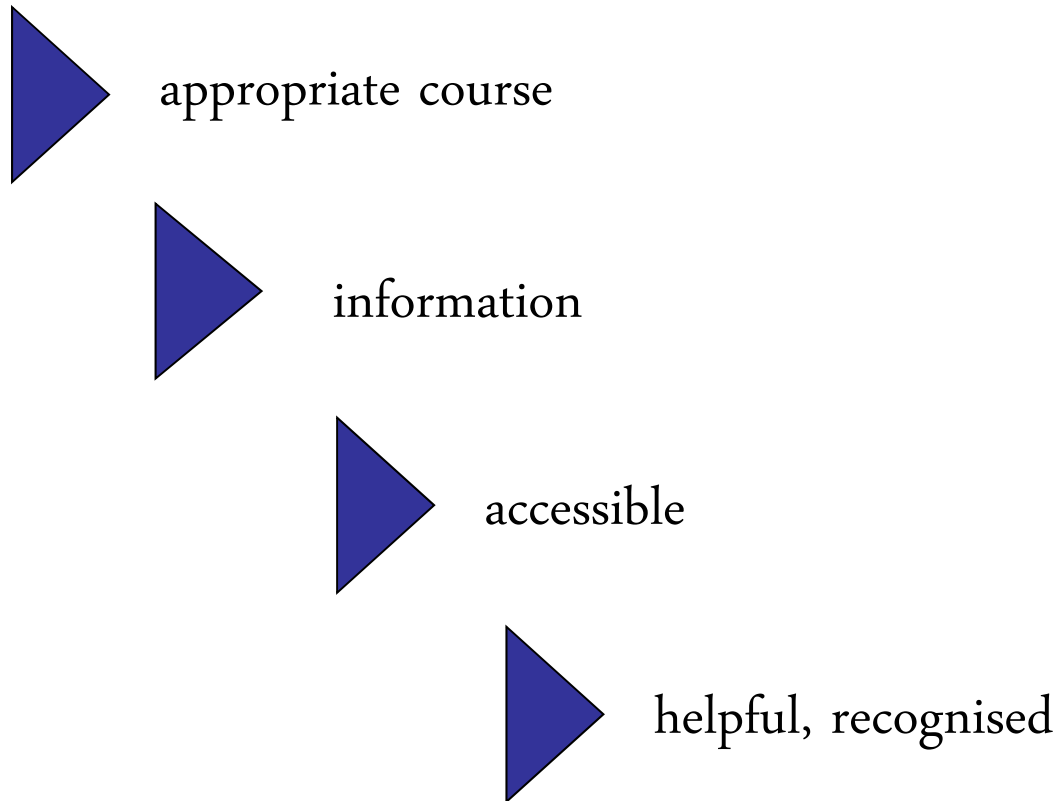 appropriate course
information
accessible
helpful, recognised